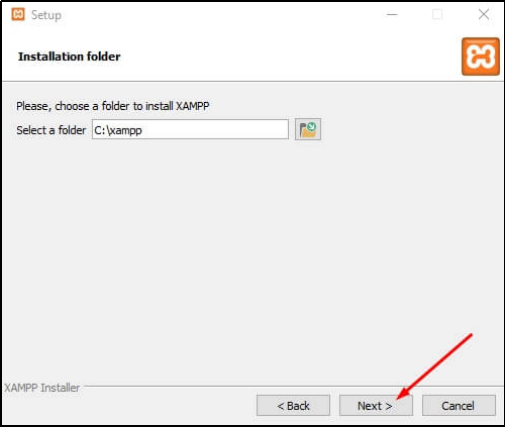 Setup
Installation folder
Please, choose a folder to install XAMPP
Select a folder C:\xampp
XAMPP Installer
< Back Next > Cancel